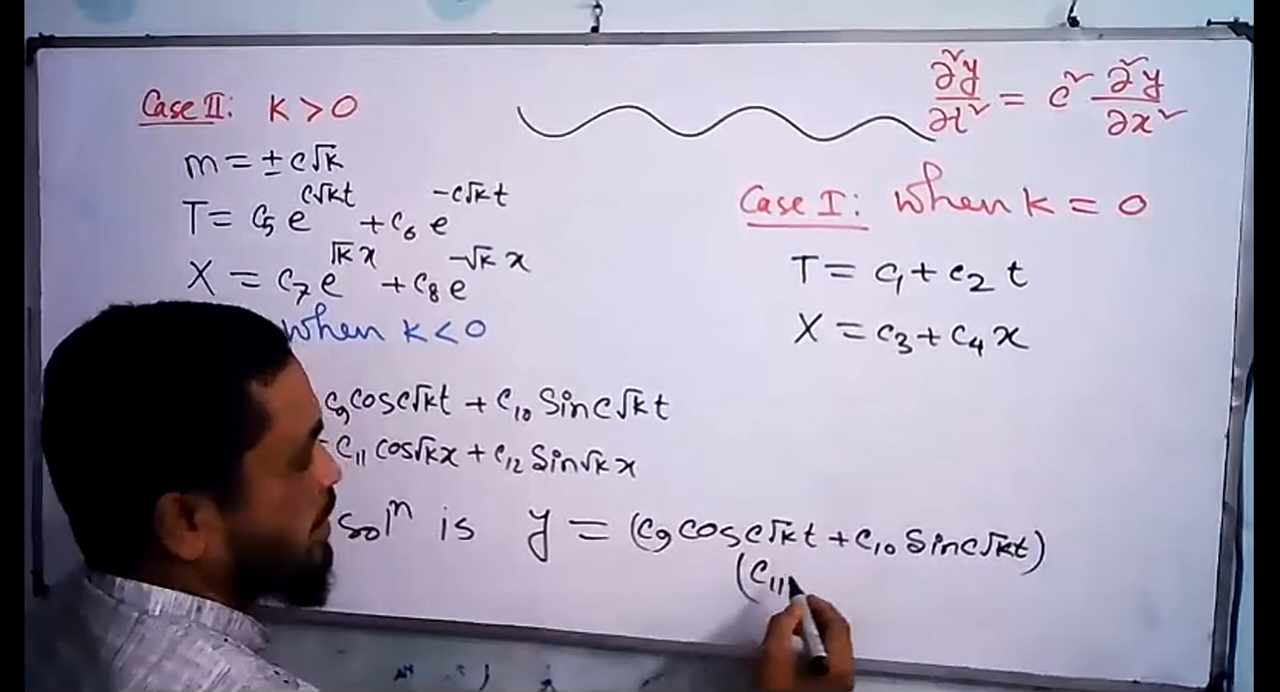 Case II: K > 0
m = ± c√k
T = c₅ e^{c√kt} + c₆ e^{-c√kt}
X = c₇ e^{√k x} + c₈ e^{-√k x}
when k < 0
c₉ cos c√kt + c₁₀ Sin c√kt
= c₁₁ cos√kx + c₁₂ Sin√kx
solⁿ is y = (c₉ cos c√kt + c₁₀ Sin c√kt)
(c₁₁
∂²y/∂t² = c² ∂²y/∂x²
Case I: when k = 0
T = c₁ + c₂ t
X = c₃ + c₄ x